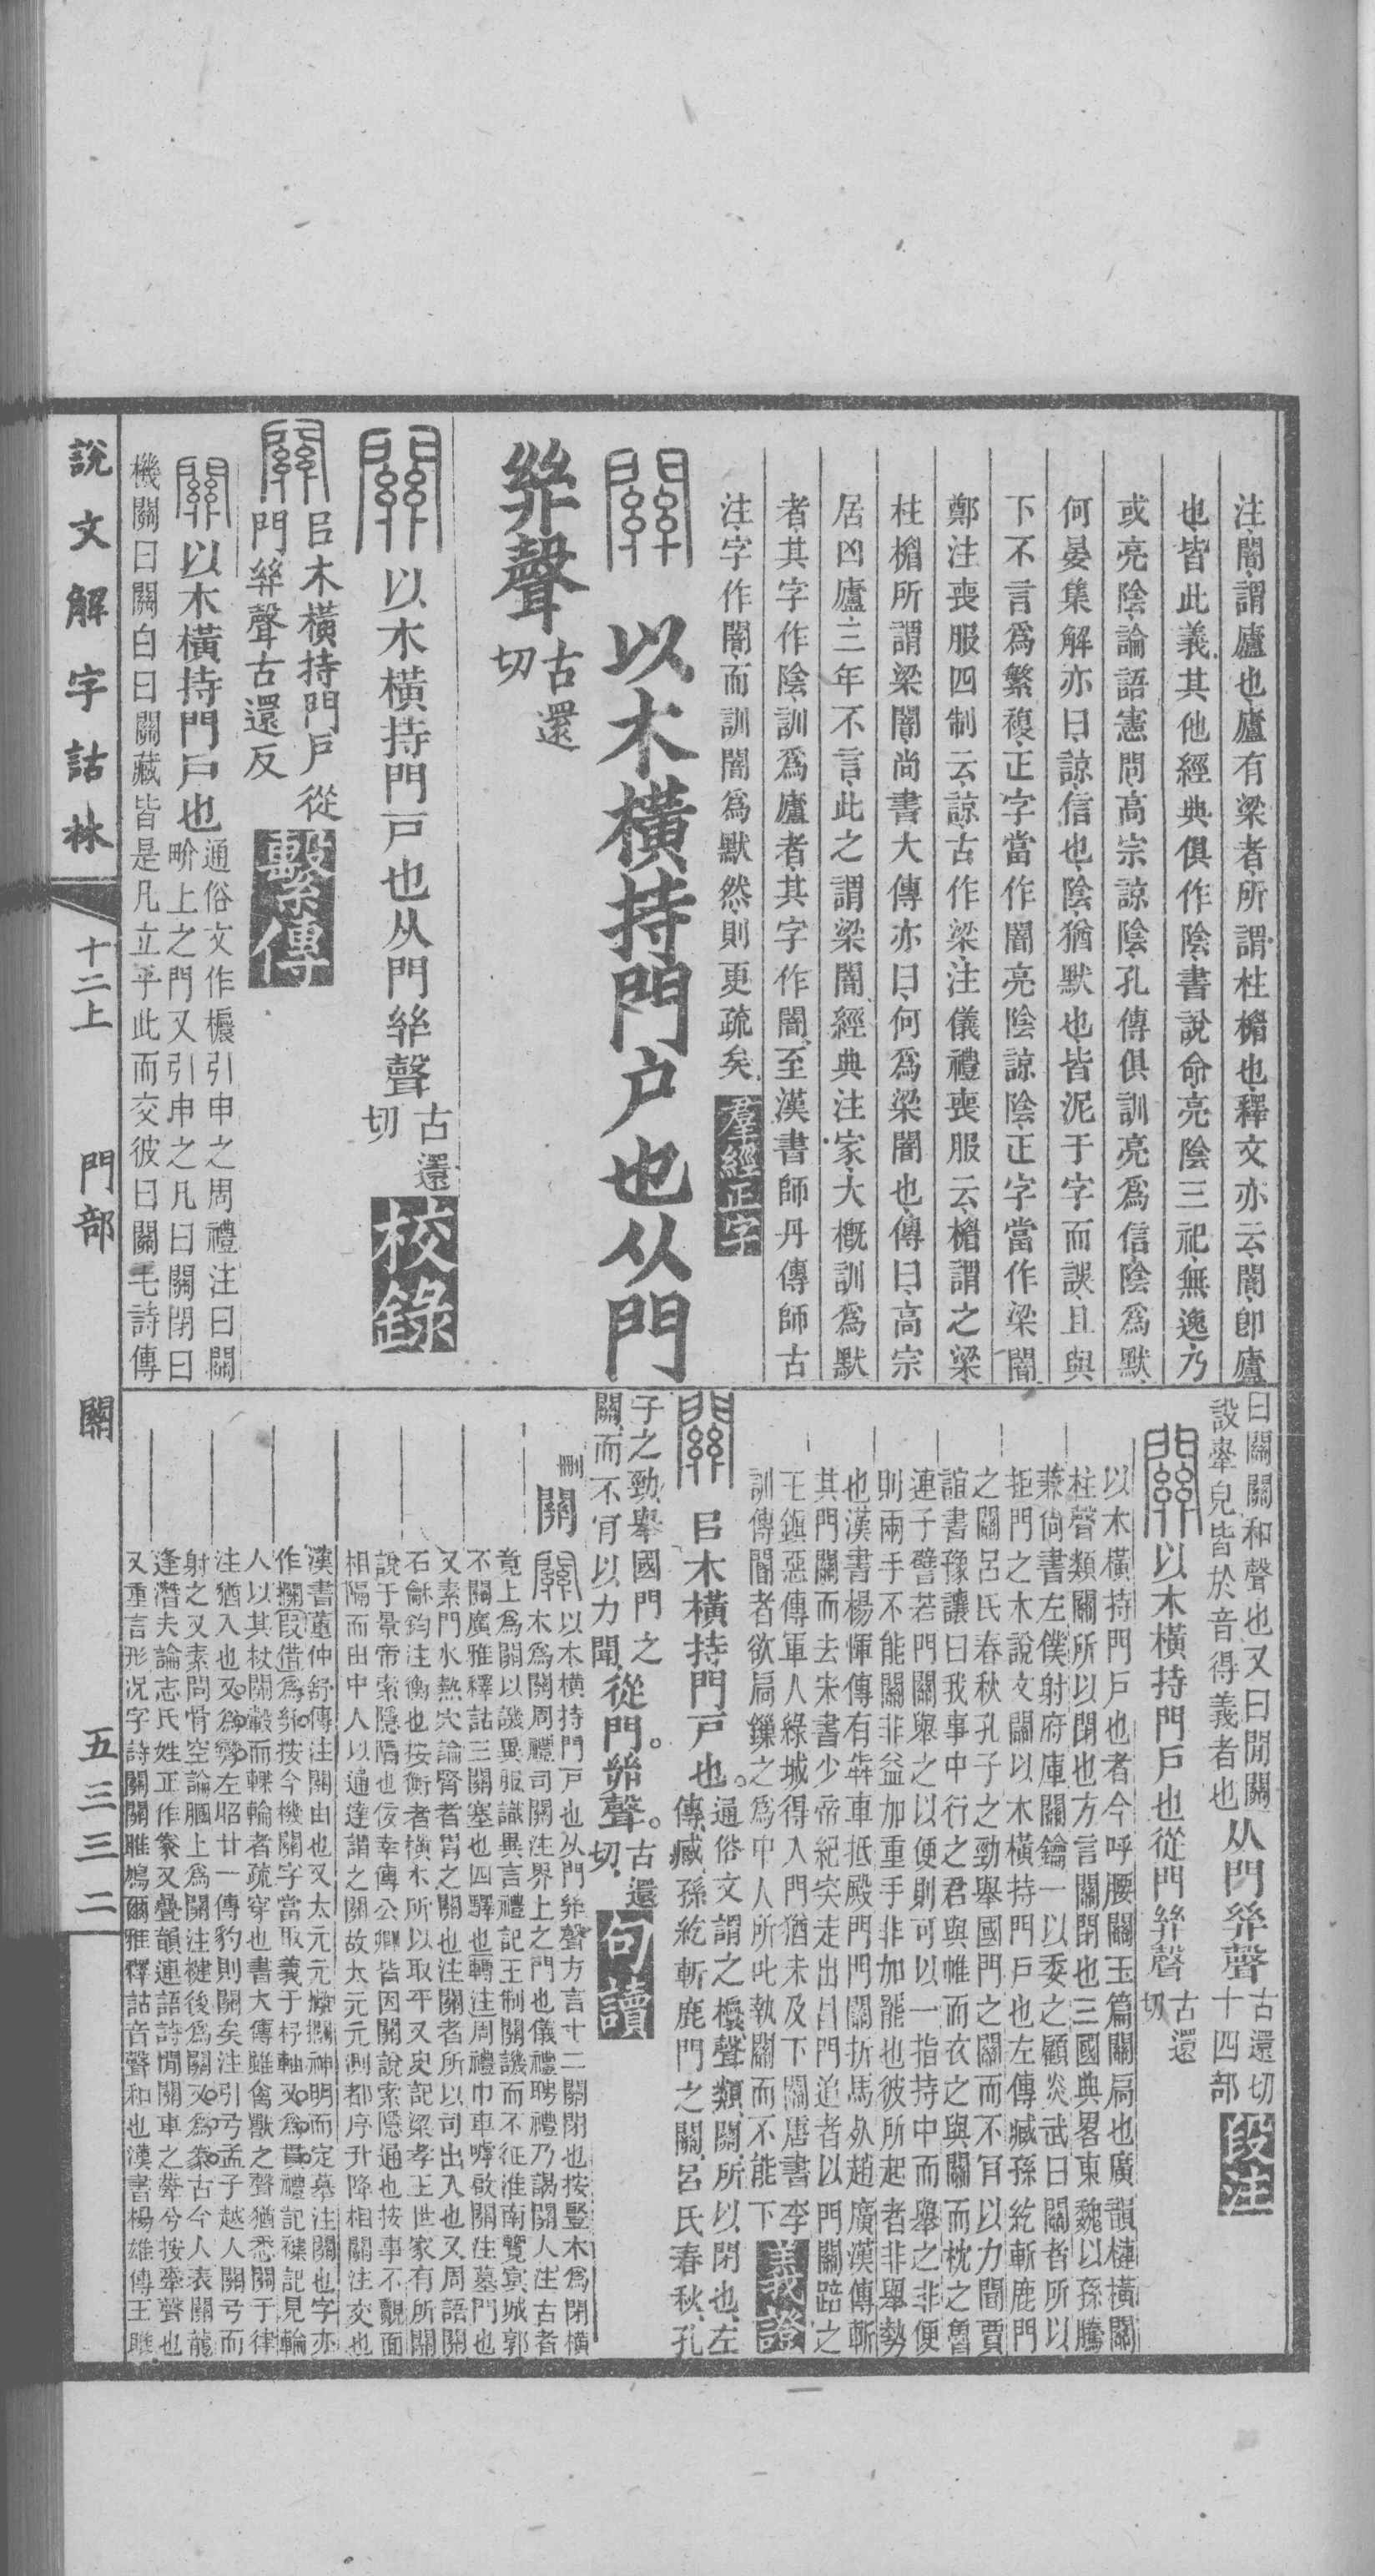 注闇謂廬也廬有梁者所謂柱楣也釋文亦云闇卽廬
也皆此義其他經典俱作陰書說命亮陰三祀無逸乃
或亮陰論語憲問高宗諒陰孔傳俱訓亮爲信陰爲默
何晏集解亦曰諒信也陰猶默也皆泥于字而誤且與
下不言爲繁複正字當作闇亮陰諒陰正字當作梁闇
鄭注喪服四制云諒古作梁注儀禮喪服云楣謂之梁
柱楣所謂梁闇尚書大傳亦曰何爲梁闇也傳曰高宗
居凶廬三年不言此之謂梁闇經典注家大槪訓爲默
者其字作陰訓爲廬者其字作闇至漢書師丹傳師古
注字作闇而訓闇爲默然則更疏矣羣經正字
關 以木橫持門户也从門
𢇇聲古還切
關 以木橫持門戸也从門𢇇聲古還切校錄
關 㠯木橫持門戸從門𢇇聲古還反繫傳
關 以木橫持門戸也通俗文作櫎引申之周禮注曰關
畍上之門又引申之凡曰關閉曰
機關曰關白曰關藏皆是凡立乎此而交彼曰關毛詩傳
曰關關和聲也又曰閒關
設舝皃皆於音得義者也从門𢇇聲古還切十四部段注
關 以木橫持門戸也從門𢇇聲古還切
以木橫持門戸也者今呼腰關玉篇關扃也廣韻槤橫關
柱聲類關所以閉也方言關閉也三國典畧東魏以孫騰
兼尙書左僕射府庫關鑰一以委之顧炎武曰關者所以
拒門之木說文關以木橫持門戸也左傳臧孫紇斬鹿門
之關呂氏春秋孔子之勁舉國門之關而不肎以力聞賈
誼書豫讓曰我事中行之君與帷而衣之與關而枕之魯
連子譬若門關舉之以便則可以一指持中而舉之非便
則兩手不能關非益加重手非加罷也彼所起者非舉勢
也漢書楊惲傳有犇車抵殿門門關折馬死趙廣漢傳斬
其門關而去宋書少帝紀突走出昌門追者以門關踣之
王鎭惡傳軍人緣城得入門猶未及下關唐書李
訓傳閽者欲扃鏁之爲中人所叱執關而不能下義證
關 㠯木橫持門戸也。通俗文謂之櫎、聲類、關、所以閉也、左
傳、臧孫紇斬鹿門之關、呂氏春秋、孔
子之勁、舉國門之
關、而不肎以力聞、從門。𢇇聲。古還切、句讀
刪 關 關以木橫持門戸也从門𢇇聲方言十二關閉也按豎木爲閉橫
木爲關周禮司關注界上之門也儀禮聘禮乃謁關人注古者
竟上爲關以譏異服識異言禮記王制關譏而不征淮南覽冥城郭
不關廣雅釋詁三關塞也四驛也轉注周禮巾車嘑啟關注墓門也
又素門水熱穴論腎者胃之關也注關者所以司出入也又周語關
石龢鈞注衡也按衡者橫木所以取平又史記梁孝王世家有所關
說于景帝索隱隔也佞幸傳公卿皆因關說索隱通也按事不觀面
相隔而由中人以通達謂之關故太元元測都序升降相關注交也
漢書董仲舒傳注關由也又太元元攡攔神明而定摹注關也字亦
作攔叚借爲𢇇按今機關字當取義于杼軸又爲貫禮記襍記見輪
人以其杖關轂而輠輪者疏穿也書大傳雖禽獸之聲猶悉關于律
注猶入也又爲彎左昭廿一傳豹則關矣注引弓孟子越人關弓而
射之又素問骨空論膕上爲關注楗後爲關又爲豢古今人表關龍
逢潛夫論志氏姓正作豢又疊韻連語詩閒關車之舝兮按舝聲也
又重言形況字詩關關雎鳩爾雅釋詁音聲和也漢書楊雄傳王雎
說文解字詁林 十二上 門部 關 五三三二